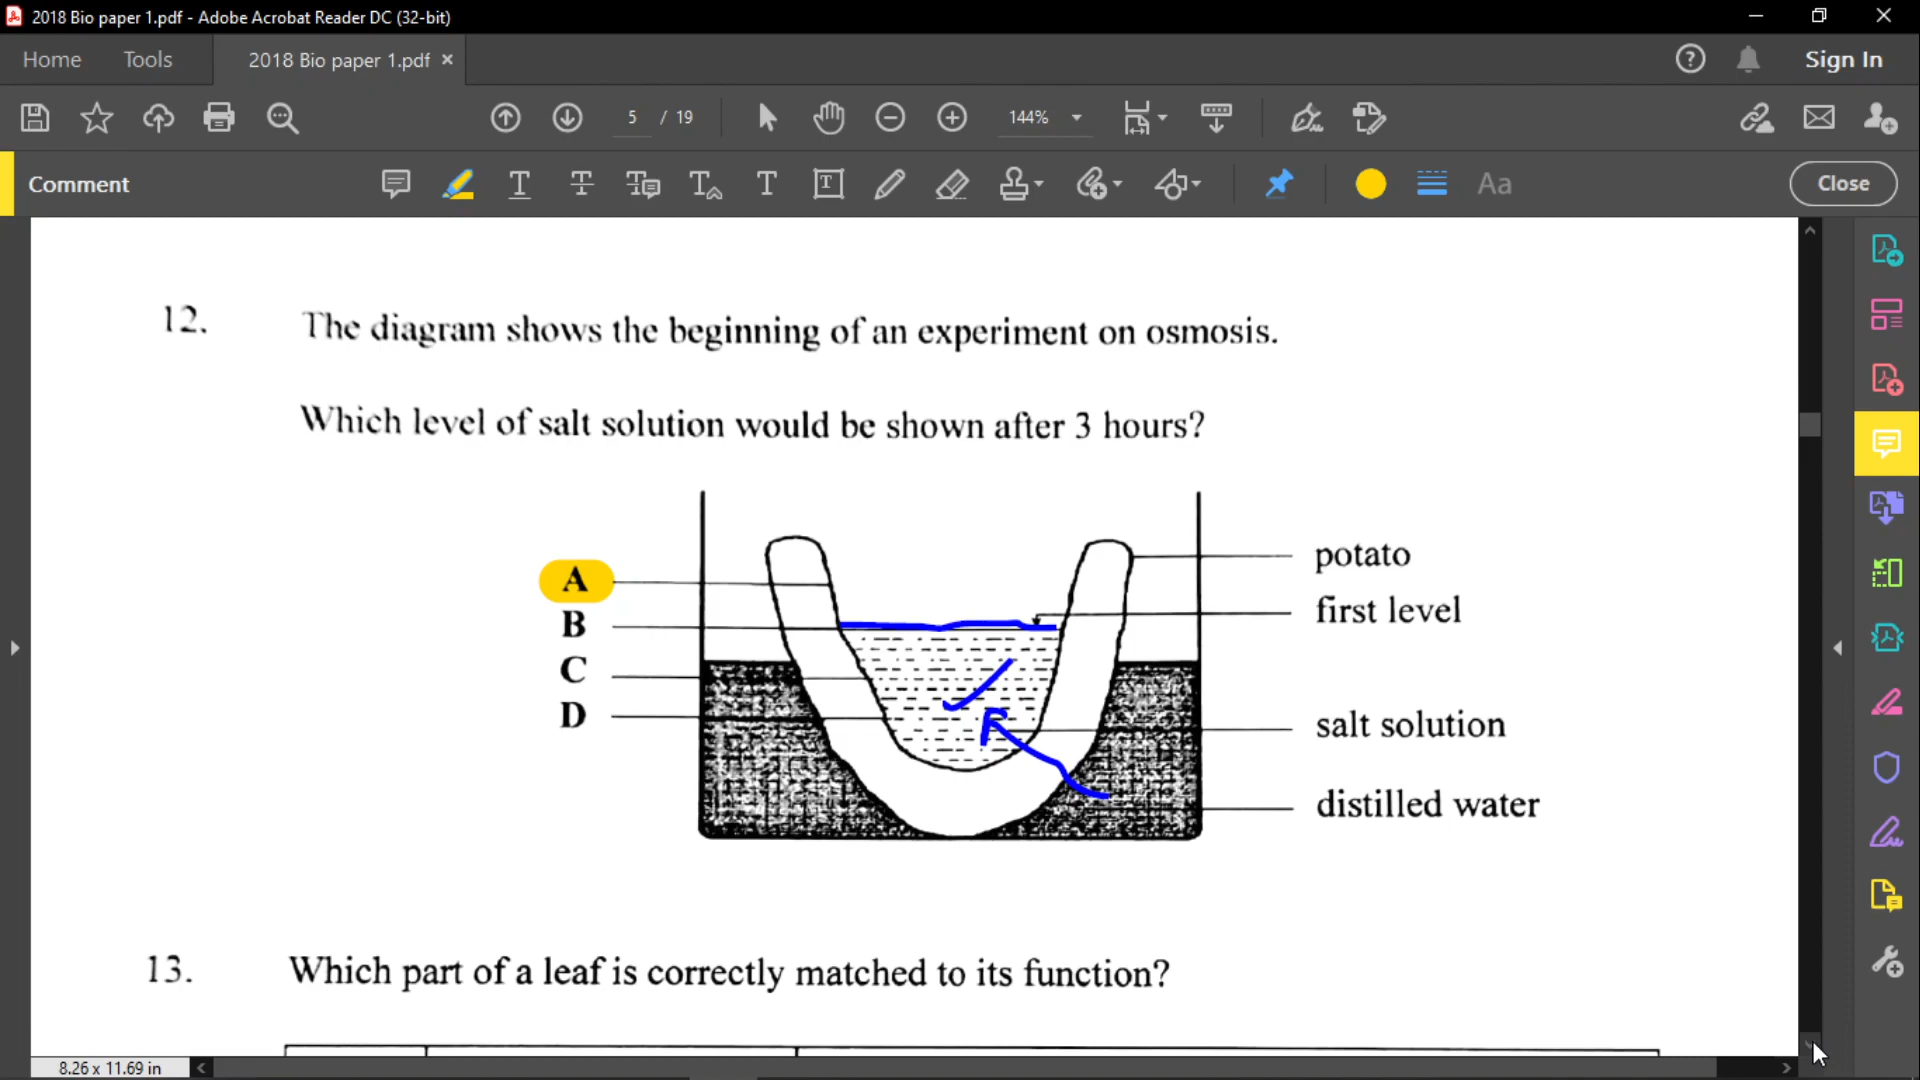 2018 Bio paper 1.pdf - Adobe Acrobat Reader DC (32-bit)
Home Tools 2018 Bio paper 1.pdf × Sign In
5 / 19 144%
Comment Aa Close
12. The diagram shows the beginning of an experiment on osmosis.
Which level of salt solution would be shown after 3 hours?
potato
A
first level
B
C
D
salt solution
distilled water
13. Which part of a leaf is correctly matched to its function?
8.26 x 11.69 in